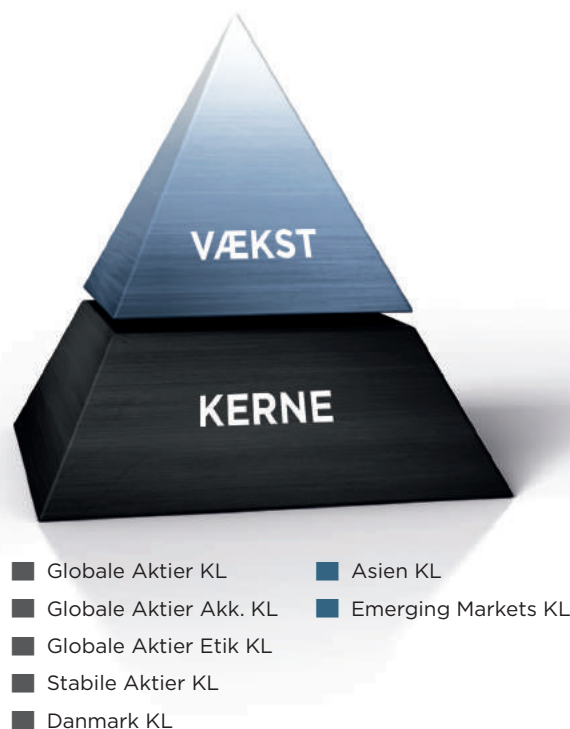 VÆKST
KERNE
Globale Aktier KL
Globale Aktier Akk. KL
Globale Aktier Etik KL
Stabile Aktier KL
Danmark KL
Asien KL
Emerging Markets KL